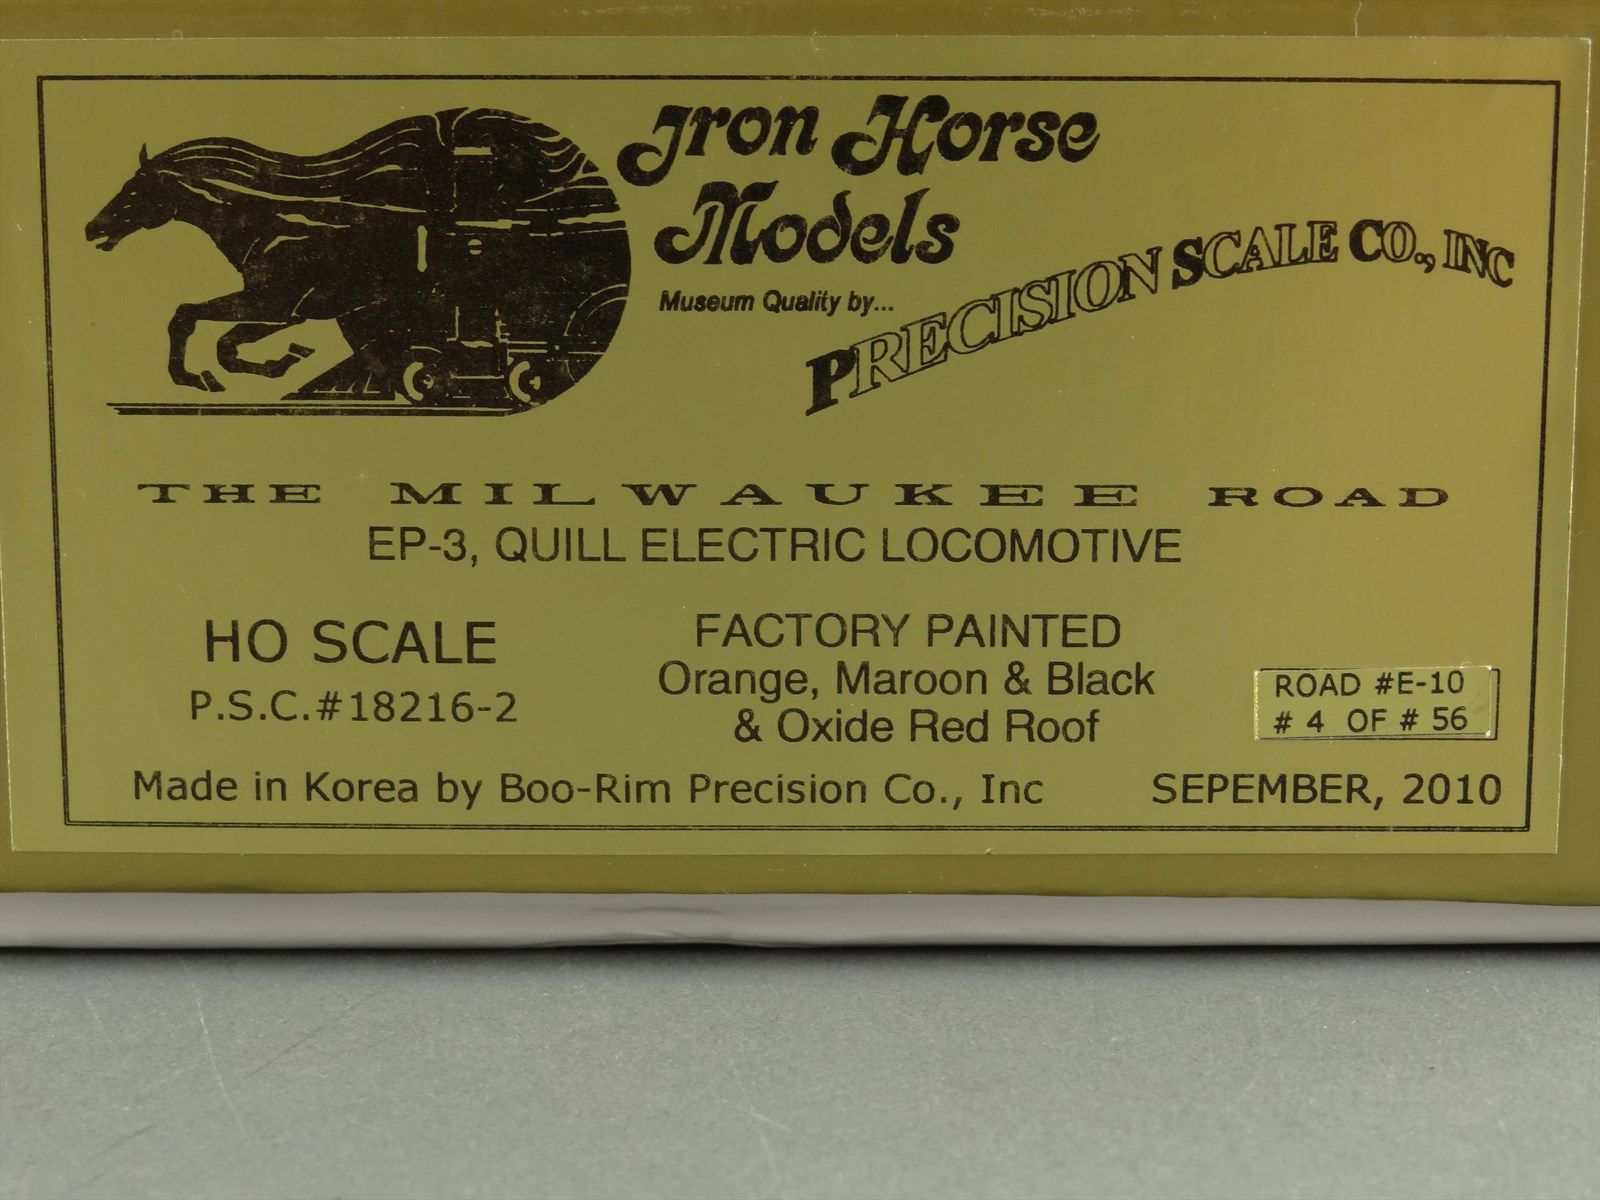 Iron Horse
Models
Museum Quality by...
PRECISION SCALE CO., INC
THE MILWAUKEE ROAD
EP-3, QUILL ELECTRIC LOCOMOTIVE
HO SCALE
P.S.C.#18216-2
FACTORY PAINTED
Orange, Maroon & Black
& Oxide Red Roof
ROAD #E-10
# 4 OF # 56
Made in Korea by Boo-Rim Precision Co., Inc
SEPEMBER, 2010